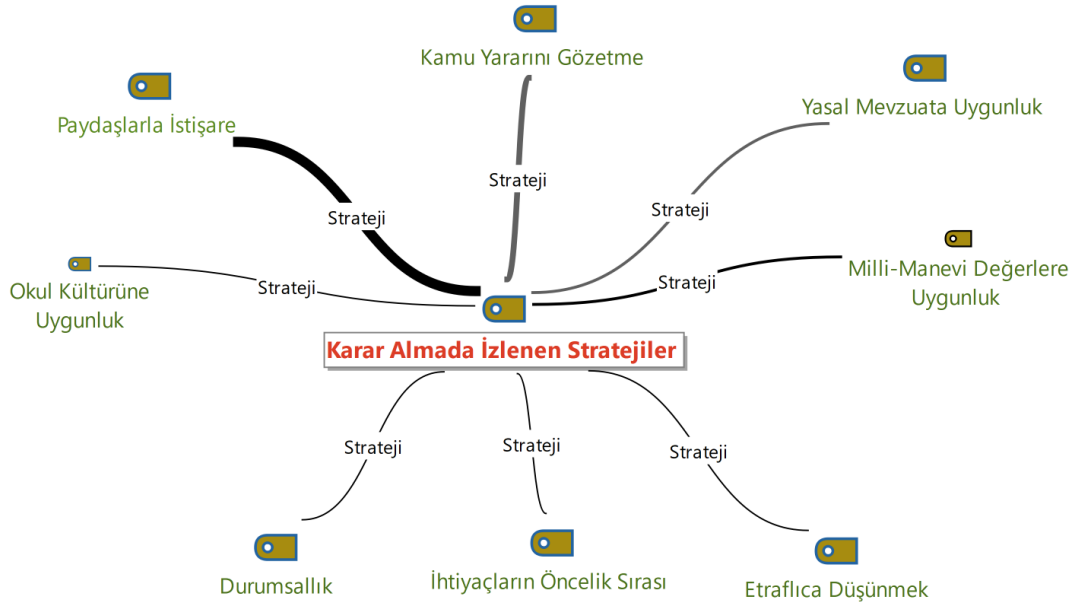 Kamu Yararını Gözetme
Yasal Mevzuata Uygunluk
Paydaşlarla İstişare
Strateji
Strateji
Strateji
Milli-Manevi Değerlere
Uygunluk
Strateji
Strateji
Okul Kültürüne
Uygunluk
Karar Almada İzlenen Stratejiler
Strateji
Strateji
Strateji
Durumsallık
İhtiyaçların Öncelik Sırası
Etraflıca Düşünmek